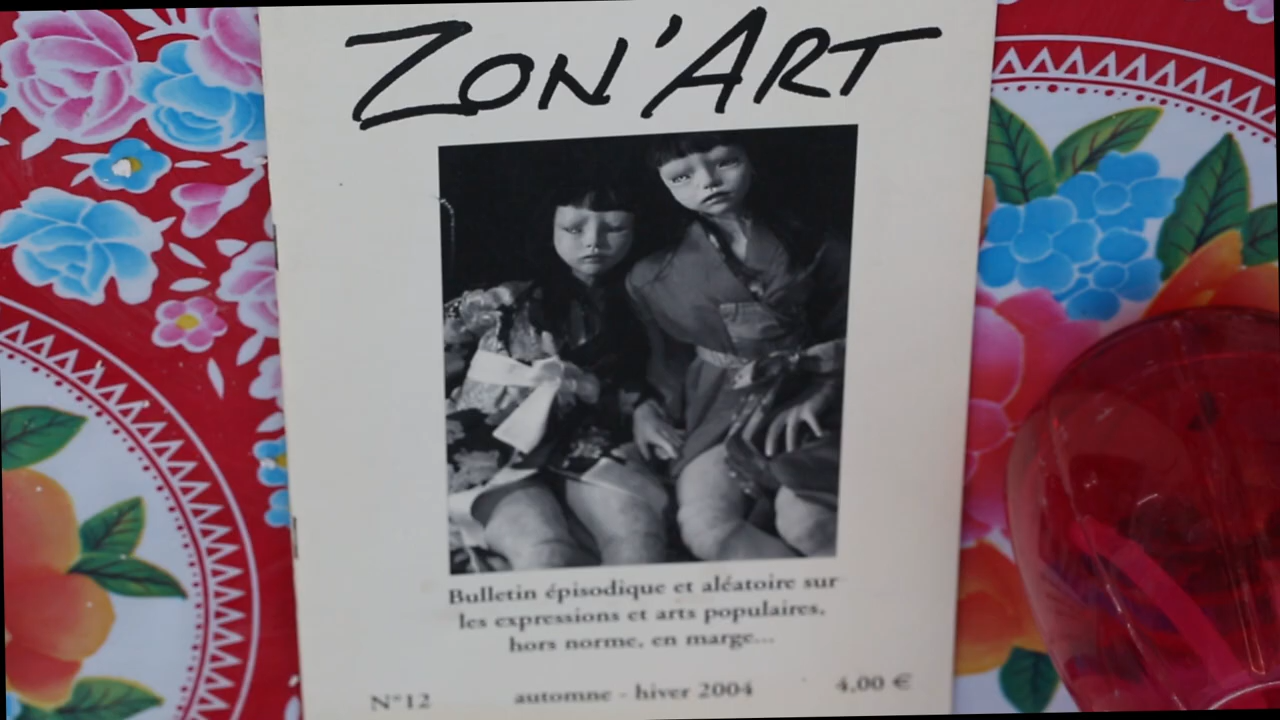 ZON'ART
Bulletin épisodique et aléatoire sur
les expressions et arts populaires,
hors norme, en marge...
N°12 automne - hiver 2004 4,00 €